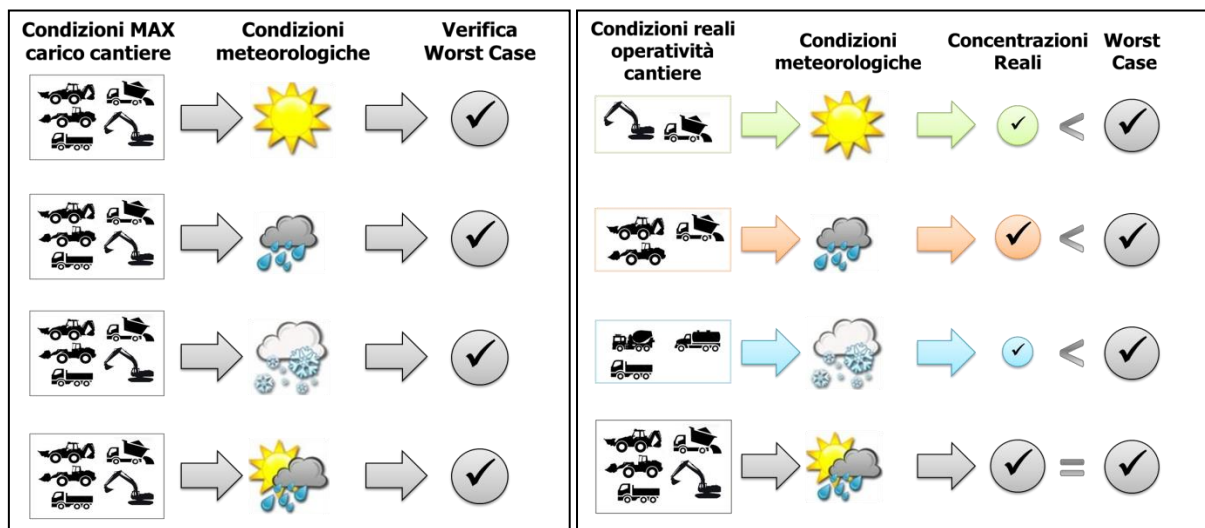 Condizioni MAX
carico cantiere
Condizioni
meteorologiche
Verifica
Worst Case
Condizioni reali
operatività
cantiere
Condizioni
meteorologiche
Concentrazioni
Reali
Worst
Case
<
<
<
=